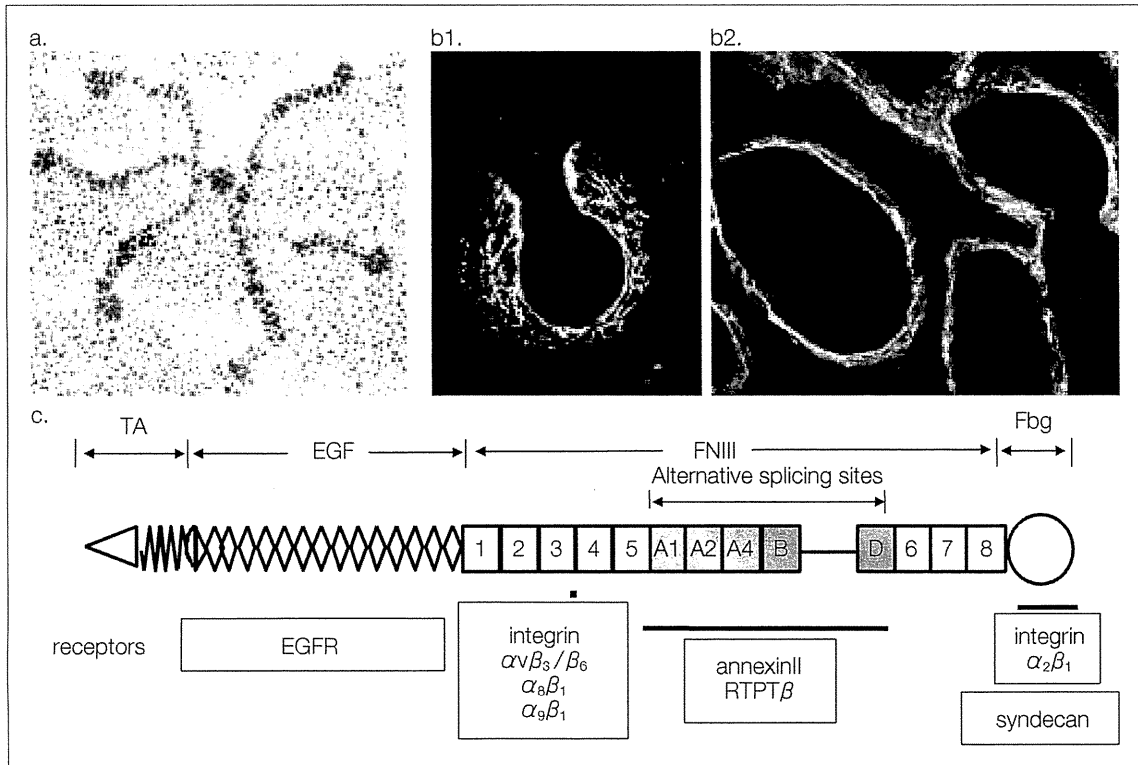 a.
b1.
b2.
c.
TA
EGF
FNIII
Fbg
Alternative splicing sites
1 2 3 4 5 A1 A2 A4 B D 6 7 8
receptors
EGFR
integrin
αvβ₃/β₆
α₈β₁
α₉β₁
annexinII
RTPTβ
integrin
α₂β₁
syndecan